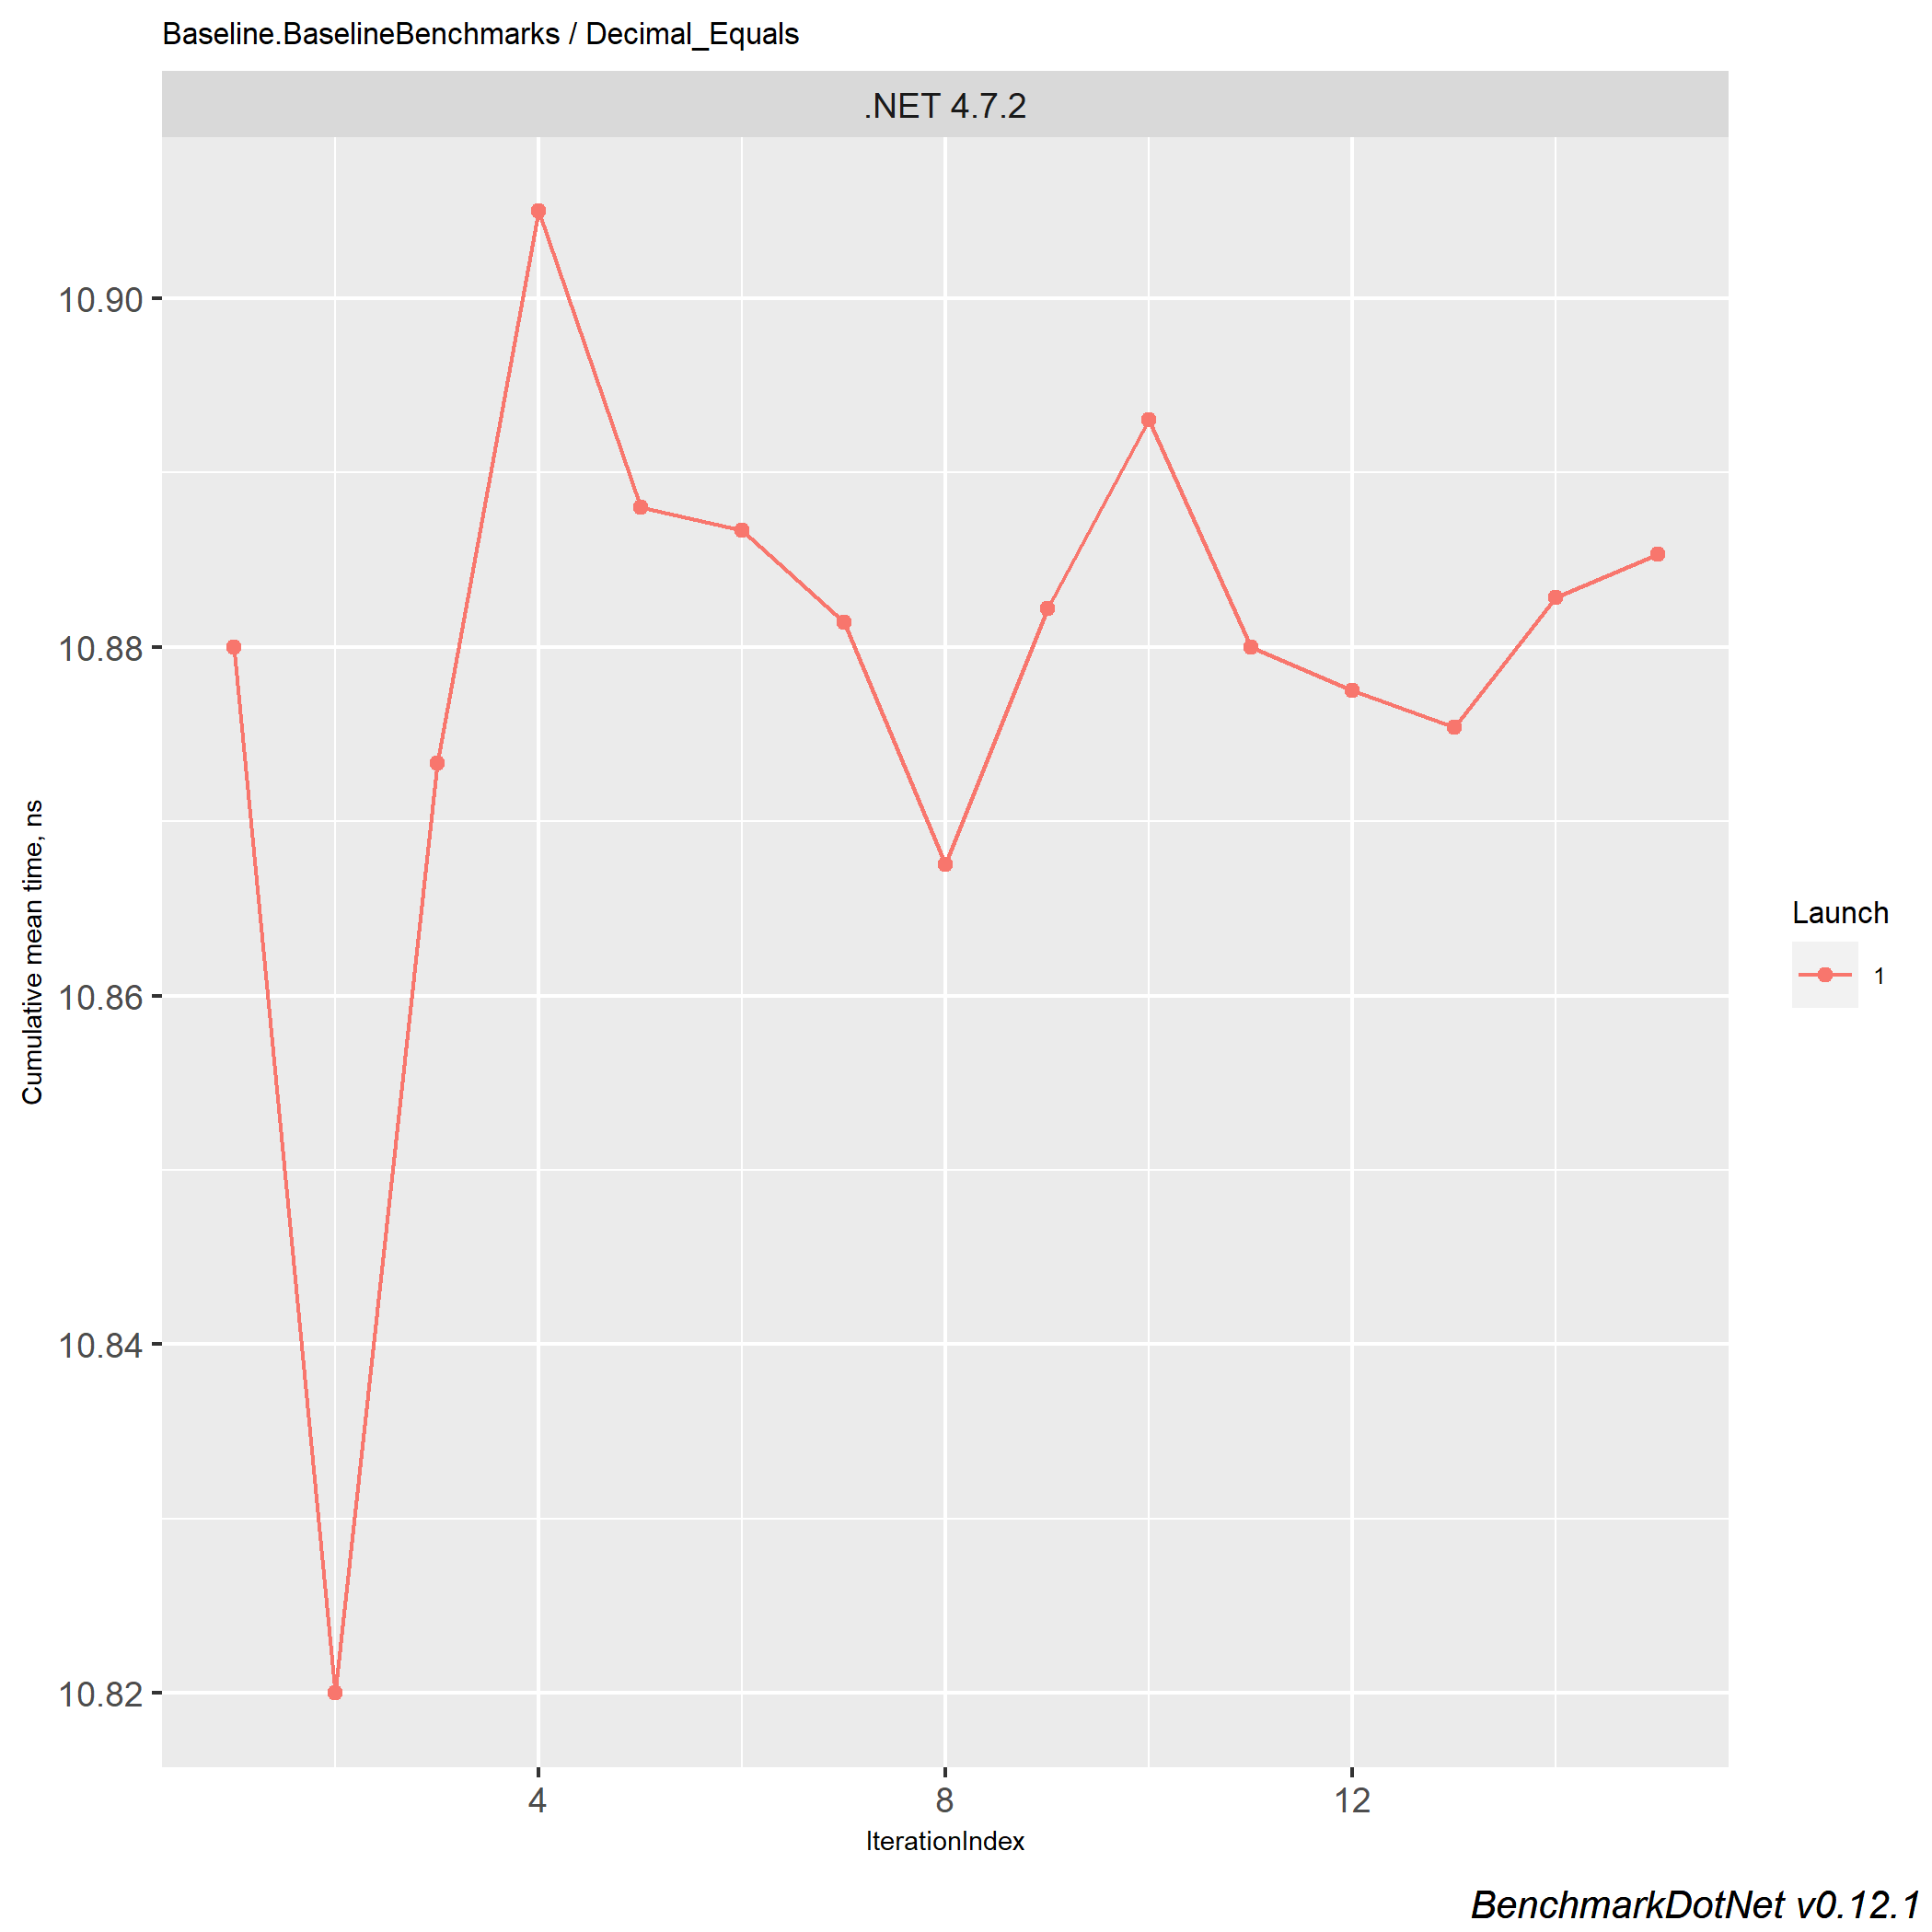 Baseline.BaselineBenchmarks / Decimal_Equals
.NET 4.7.2
10.90
10.88
10.86
10.84
10.82
Cumulative mean time, ns
4
8
12
IterationIndex
Launch
1
BenchmarkDotNet v0.12.1